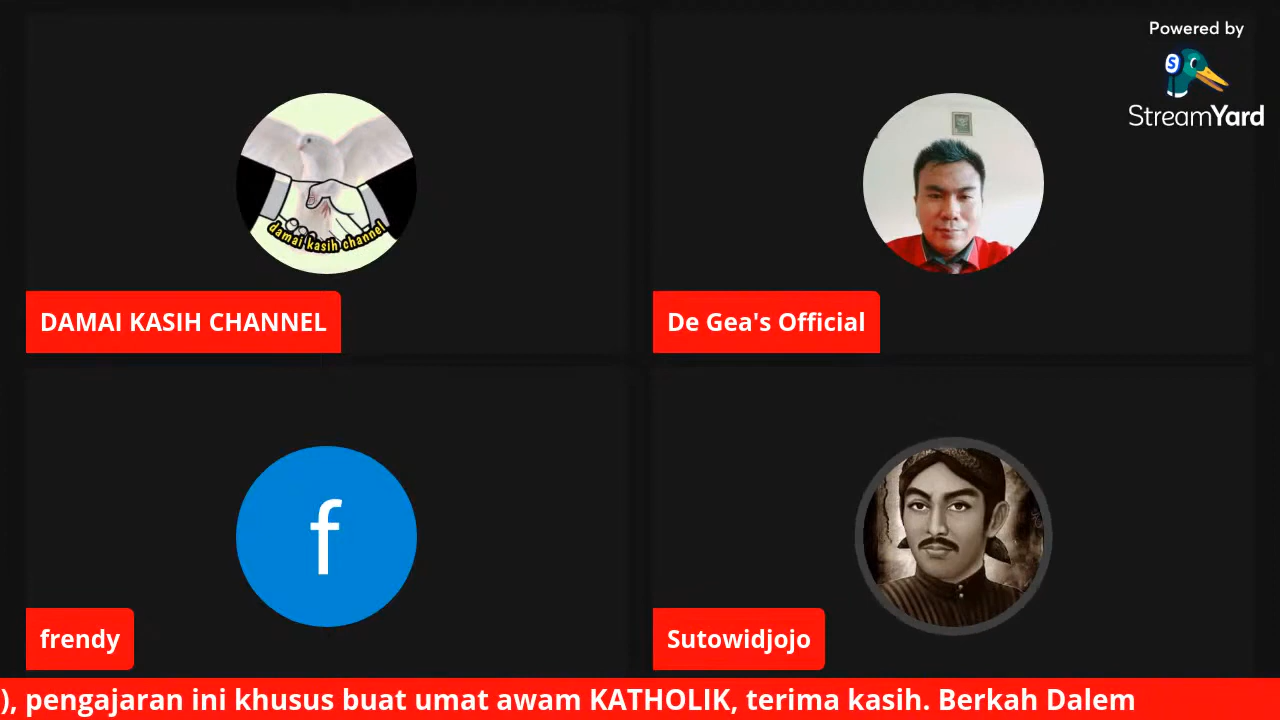 Powered by
S
StreamYard
damai kasih channel
DAMAI KASIH CHANNEL
De Gea's Official
f
frendy
Sutowidjojo
), pengajaran ini khusus buat umat awam KATHOLIK, terima kasih. Berkah Dalem